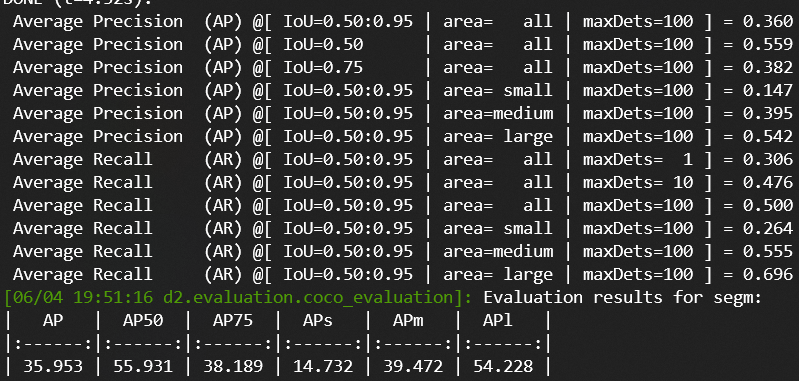 DONE (t=4.52s).
Average Precision  (AP) @[ IoU=0.50:0.95 | area=   all | maxDets=100 ] = 0.360
Average Precision  (AP) @[ IoU=0.50      | area=   all | maxDets=100 ] = 0.559
Average Precision  (AP) @[ IoU=0.75      | area=   all | maxDets=100 ] = 0.382
Average Precision  (AP) @[ IoU=0.50:0.95 | area= small | maxDets=100 ] = 0.147
Average Precision  (AP) @[ IoU=0.50:0.95 | area=medium | maxDets=100 ] = 0.395
Average Precision  (AP) @[ IoU=0.50:0.95 | area= large | maxDets=100 ] = 0.542
Average Recall     (AR) @[ IoU=0.50:0.95 | area=   all | maxDets=  1 ] = 0.306
Average Recall     (AR) @[ IoU=0.50:0.95 | area=   all | maxDets= 10 ] = 0.476
Average Recall     (AR) @[ IoU=0.50:0.95 | area=   all | maxDets=100 ] = 0.500
Average Recall     (AR) @[ IoU=0.50:0.95 | area= small | maxDets=100 ] = 0.264
Average Recall     (AR) @[ IoU=0.50:0.95 | area=medium | maxDets=100 ] = 0.555
Average Recall     (AR) @[ IoU=0.50:0.95 | area= large | maxDets=100 ] = 0.696
[06/04 19:51:16 d2.evaluation.coco_evaluation]: Evaluation results for segm:
|   AP   |  AP50  |  AP75  |  APs   |  APm   |  APl   |
|:------:|:------:|:------:|:------:|:------:|:------:|
| 35.953 | 55.931 | 38.189 | 14.732 | 39.472 | 54.228 |